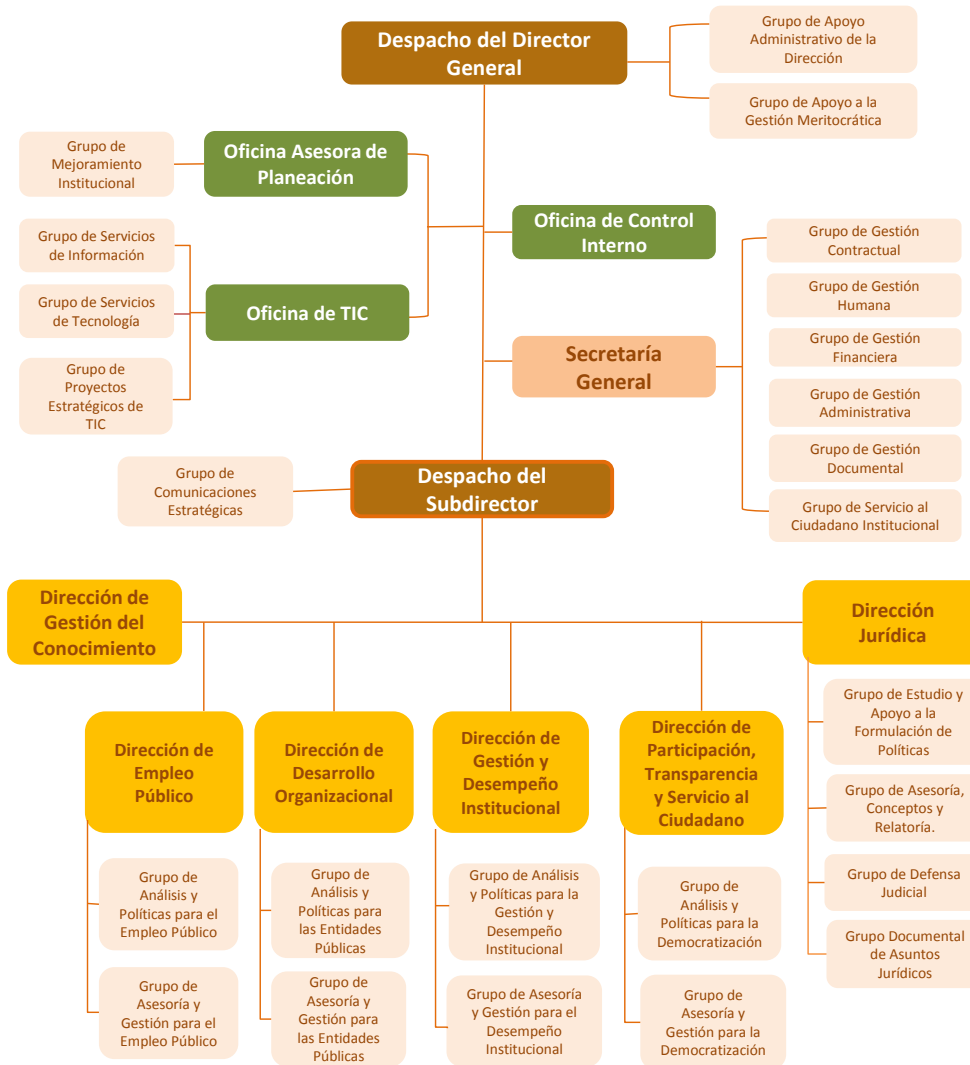 Despacho del Director
General
Grupo de Apoyo
Administrativo de la
Dirección
Grupo de Apoyo a la
Gestión Meritocrática
Grupo de
Mejoramiento
Institucional
Oficina Asesora de
Planeación
Oficina de Control
Interno
Grupo de Servicios
de Información
Grupo de Servicios
de Tecnología
Grupo de
Proyectos
Estratégicos de
TIC
Oficina de TIC
Secretaría
General
Grupo de Gestión
Contractual
Grupo de Gestión
Humana
Grupo de Gestión
Financiera
Grupo de Gestión
Administrativa
Grupo de Gestión
Documental
Grupo de Servicio al
Ciudadano Institucional
Grupo de
Comunicaciones
Estratégicas
Despacho del
Subdirector
Dirección de
Gestión del
Conocimiento
Dirección
Jurídica
Dirección de
Empleo
Público
Dirección de
Desarrollo
Organizacional
Dirección de
Gestión y
Desempeño
Institucional
Dirección de
Participación,
Transparencia
y Servicio al
Ciudadano
Grupo de Estudio y
Apoyo a la
Formulación de
Políticas
Grupo de Asesoría,
Conceptos y
Relatoría.
Grupo de Defensa
Judicial
Grupo Documental
de Asuntos
Jurídicos
Grupo de
Análisis y
Políticas para el
Empleo Público
Grupo de
Análisis y
Políticas para
las Entidades
Públicas
Grupo de Análisis
y Políticas para la
Gestión y
Desempeño
Institucional
Grupo de
Análisis y
Políticas para la
Democratización
Grupo de
Asesoría y
Gestión para el
Empleo Público
Grupo de
Asesoría y
Gestión para
las Entidades
Públicas
Grupo de Asesoría
y Gestión para el
Desempeño
Institucional
Grupo de
Asesoría y
Gestión para la
Democratización